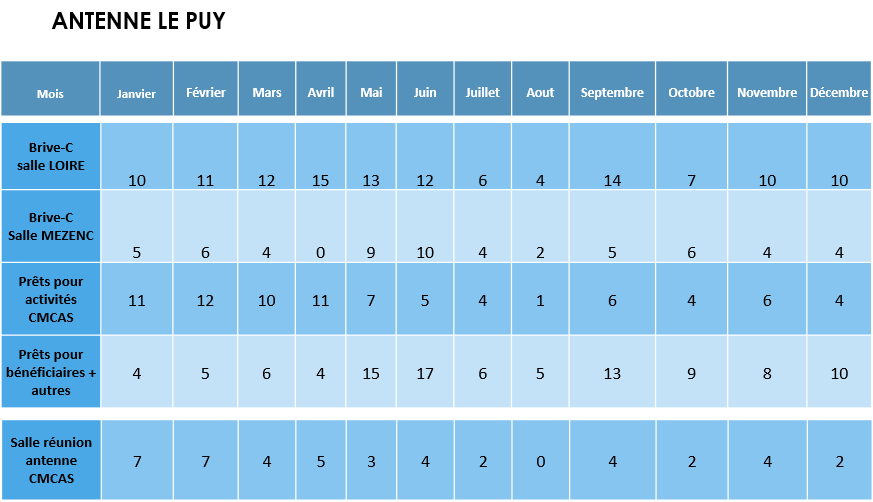 ANTENNE LE PUY
Mois Janvier Février Mars Avril Mai Juin Juillet Aout Septembre Octobre Novembre Décembre
Brive-C
salle LOIRE
10 11 12 15 13 12 6 4 14 7 10 10
Brive-C
Salle MEZENC
5 6 4 0 9 10 4 2 5 6 4 4
Prêts pour
activités
CMCAS
11 12 10 11 7 5 4 1 6 4 6 4
Prêts pour
bénéficiaires +
autres
4 5 6 4 15 17 6 5 13 9 8 10
Salle réunion
antenne
CMCAS
7 7 4 5 3 4 2 0 4 2 4 2